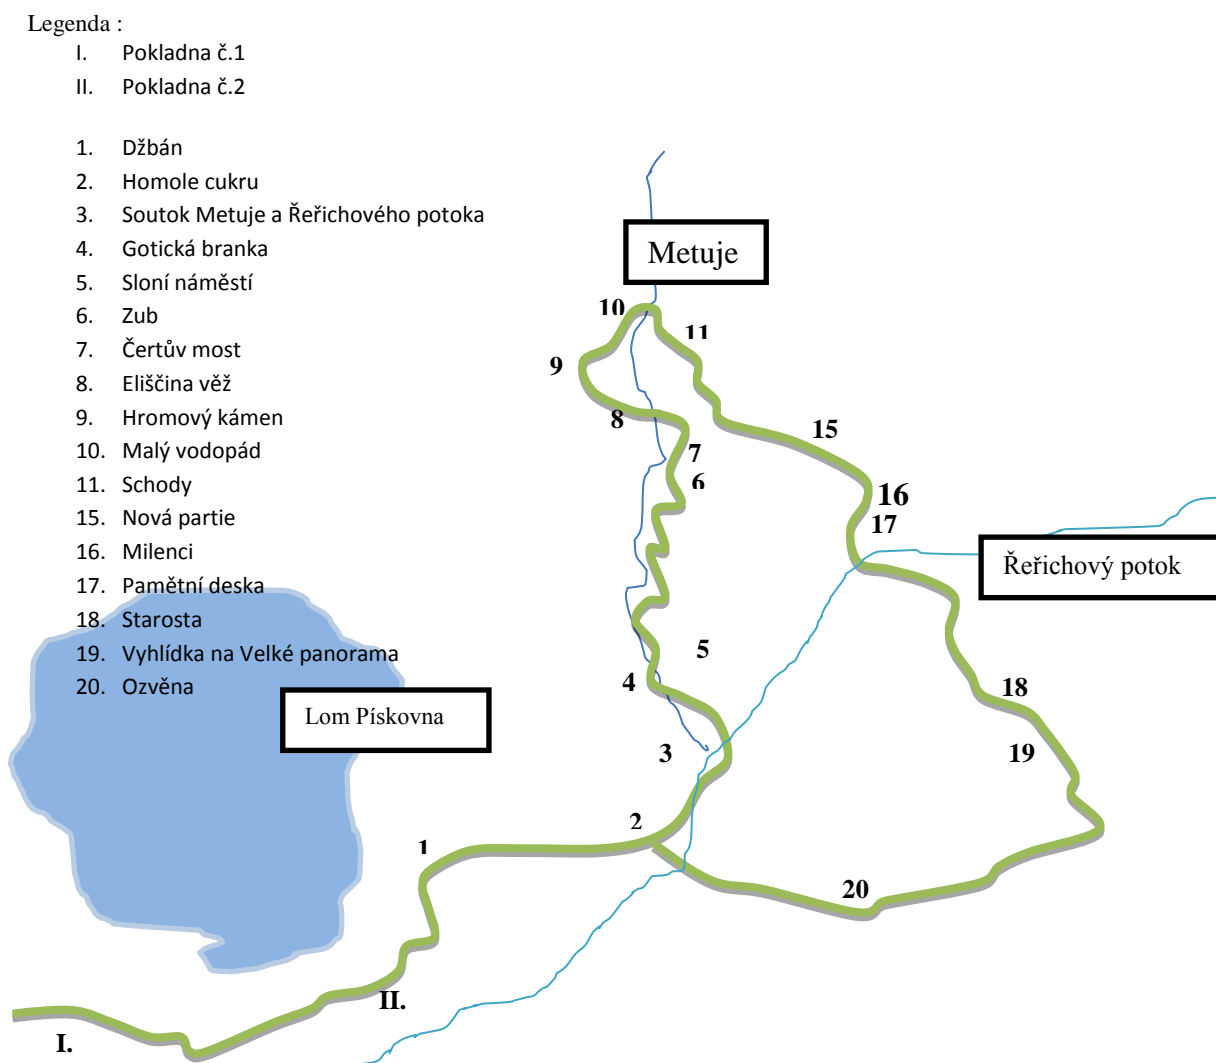 Legenda :
I. Pokladna č.1
II. Pokladna č.2
1. Džbán
2. Homole cukru
3. Soutok Metuje a Řeřichového potoka
4. Gotická branka
5. Sloní náměstí
6. Zub
7. Čertův most
8. Eliščina věž
9. Hromový kámen
10. Malý vodopád
11. Schody
15. Nová partie
16. Milenci
17. Pamětní deska
18. Starosta
19. Vyhlídka na Velké panorama
20. Ozvěna
Lom Pískovna
Metuje
10
11
9
8
15
7
6
16
17
Řeřichový potok
5
4
18
3
19
2
1
20
II.
I.